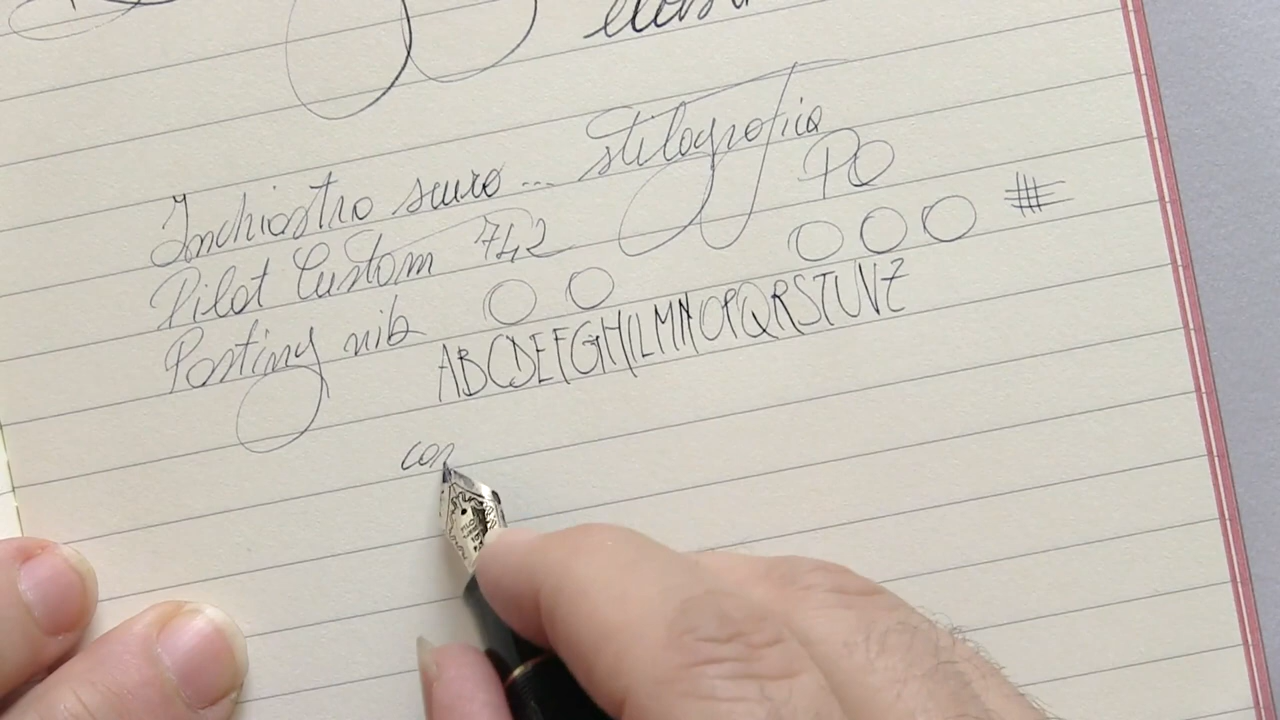 Inchiostro scuro ... stilografica
Pilot Custom 742 PO
Posting nib
ABCDEFGHILMNOPQRSTUVZ
con